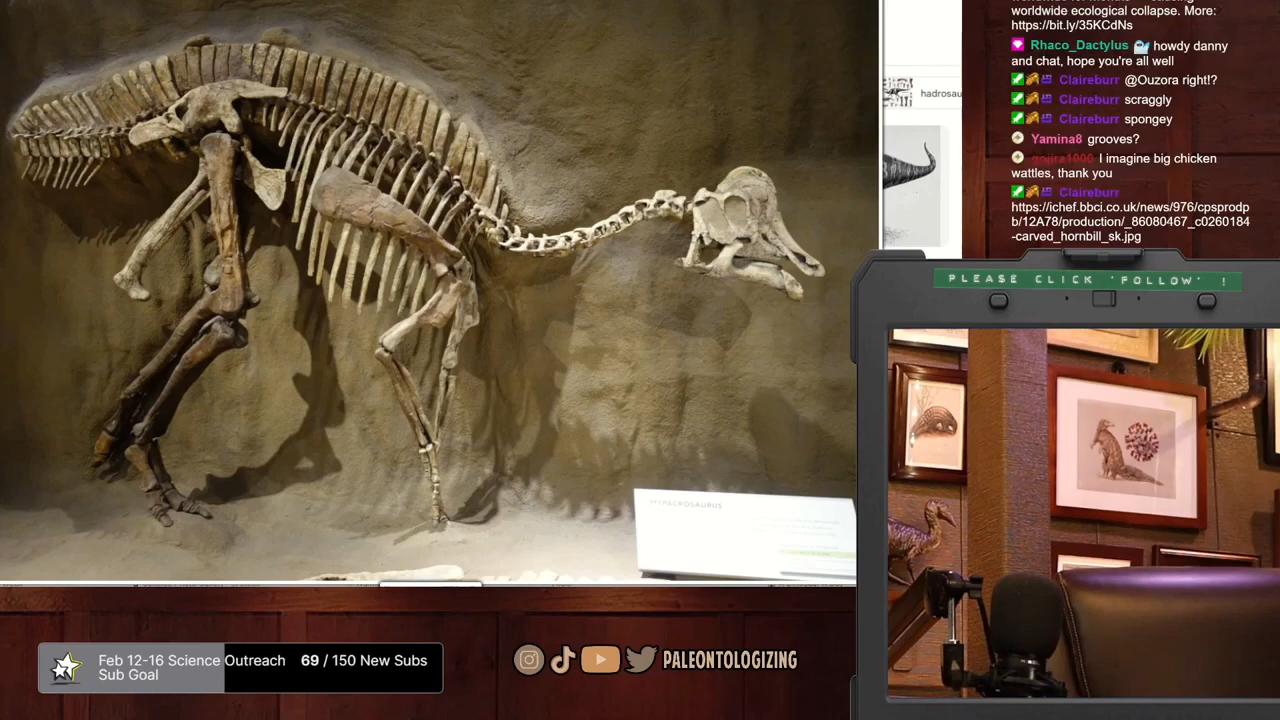 worldwide ecological collapse. More:
https://bit.ly/35KCdNs
Rhaco_Dactylus howdy danny
and chat, hope you're all well
Claireburr @Ouzora right!?
Claireburr scraggly
Claireburr spongey
Yamina8 grooves?
gojira1000 I imagine big chicken
wattles, thank you
Claireburr
https://ichef.bbci.co.uk/news/976/cpsprodp
b/12A78/production/_86080467_c0260184
-carved_hornbill_sk.jpg
hadrosau
PLEASE CLICK 'FOLLOW' !
HYPACROSAURUS
Feb 12-16 Science Outreach 69 / 150 New Subs
Sub Goal
PALEONTOLOGIZING